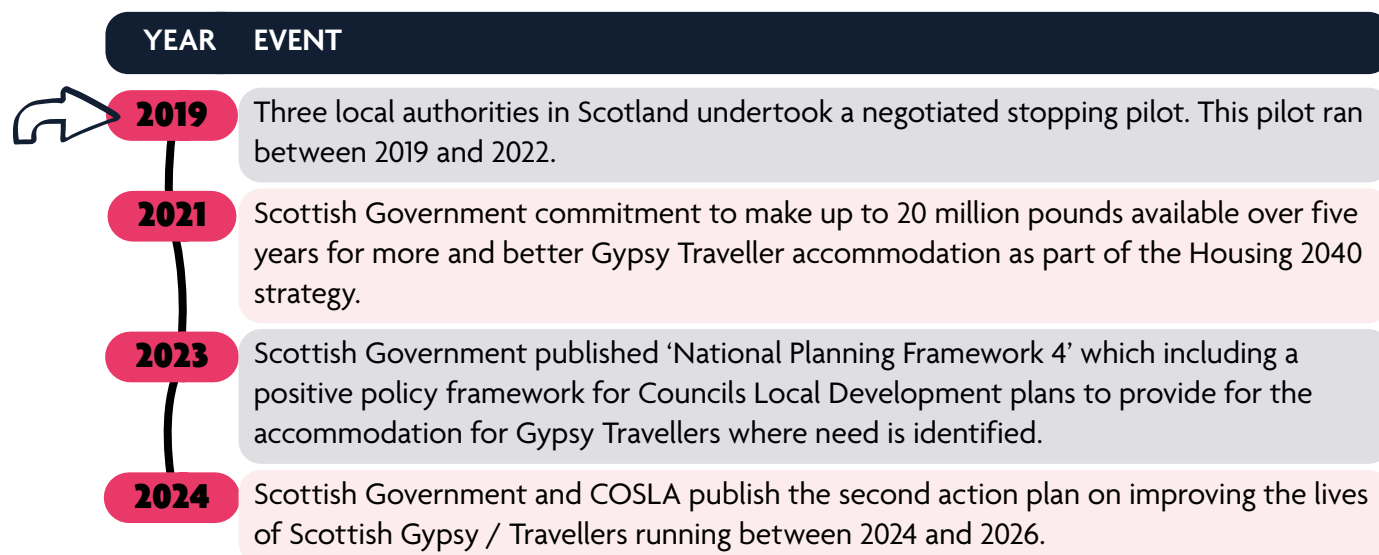 YEAR EVENT
2019 Three local authorities in Scotland undertook a negotiated stopping pilot. This pilot ran
between 2019 and 2022.
2021 Scottish Government commitment to make up to 20 million pounds available over five
years for more and better Gypsy Traveller accommodation as part of the Housing 2040
strategy.
2023 Scottish Government published ‘National Planning Framework 4’ which including a
positive policy framework for Councils Local Development plans to provide for the
accommodation for Gypsy Travellers where need is identified.
2024 Scottish Government and COSLA publish the second action plan on improving the lives
of Scottish Gypsy / Travellers running between 2024 and 2026.